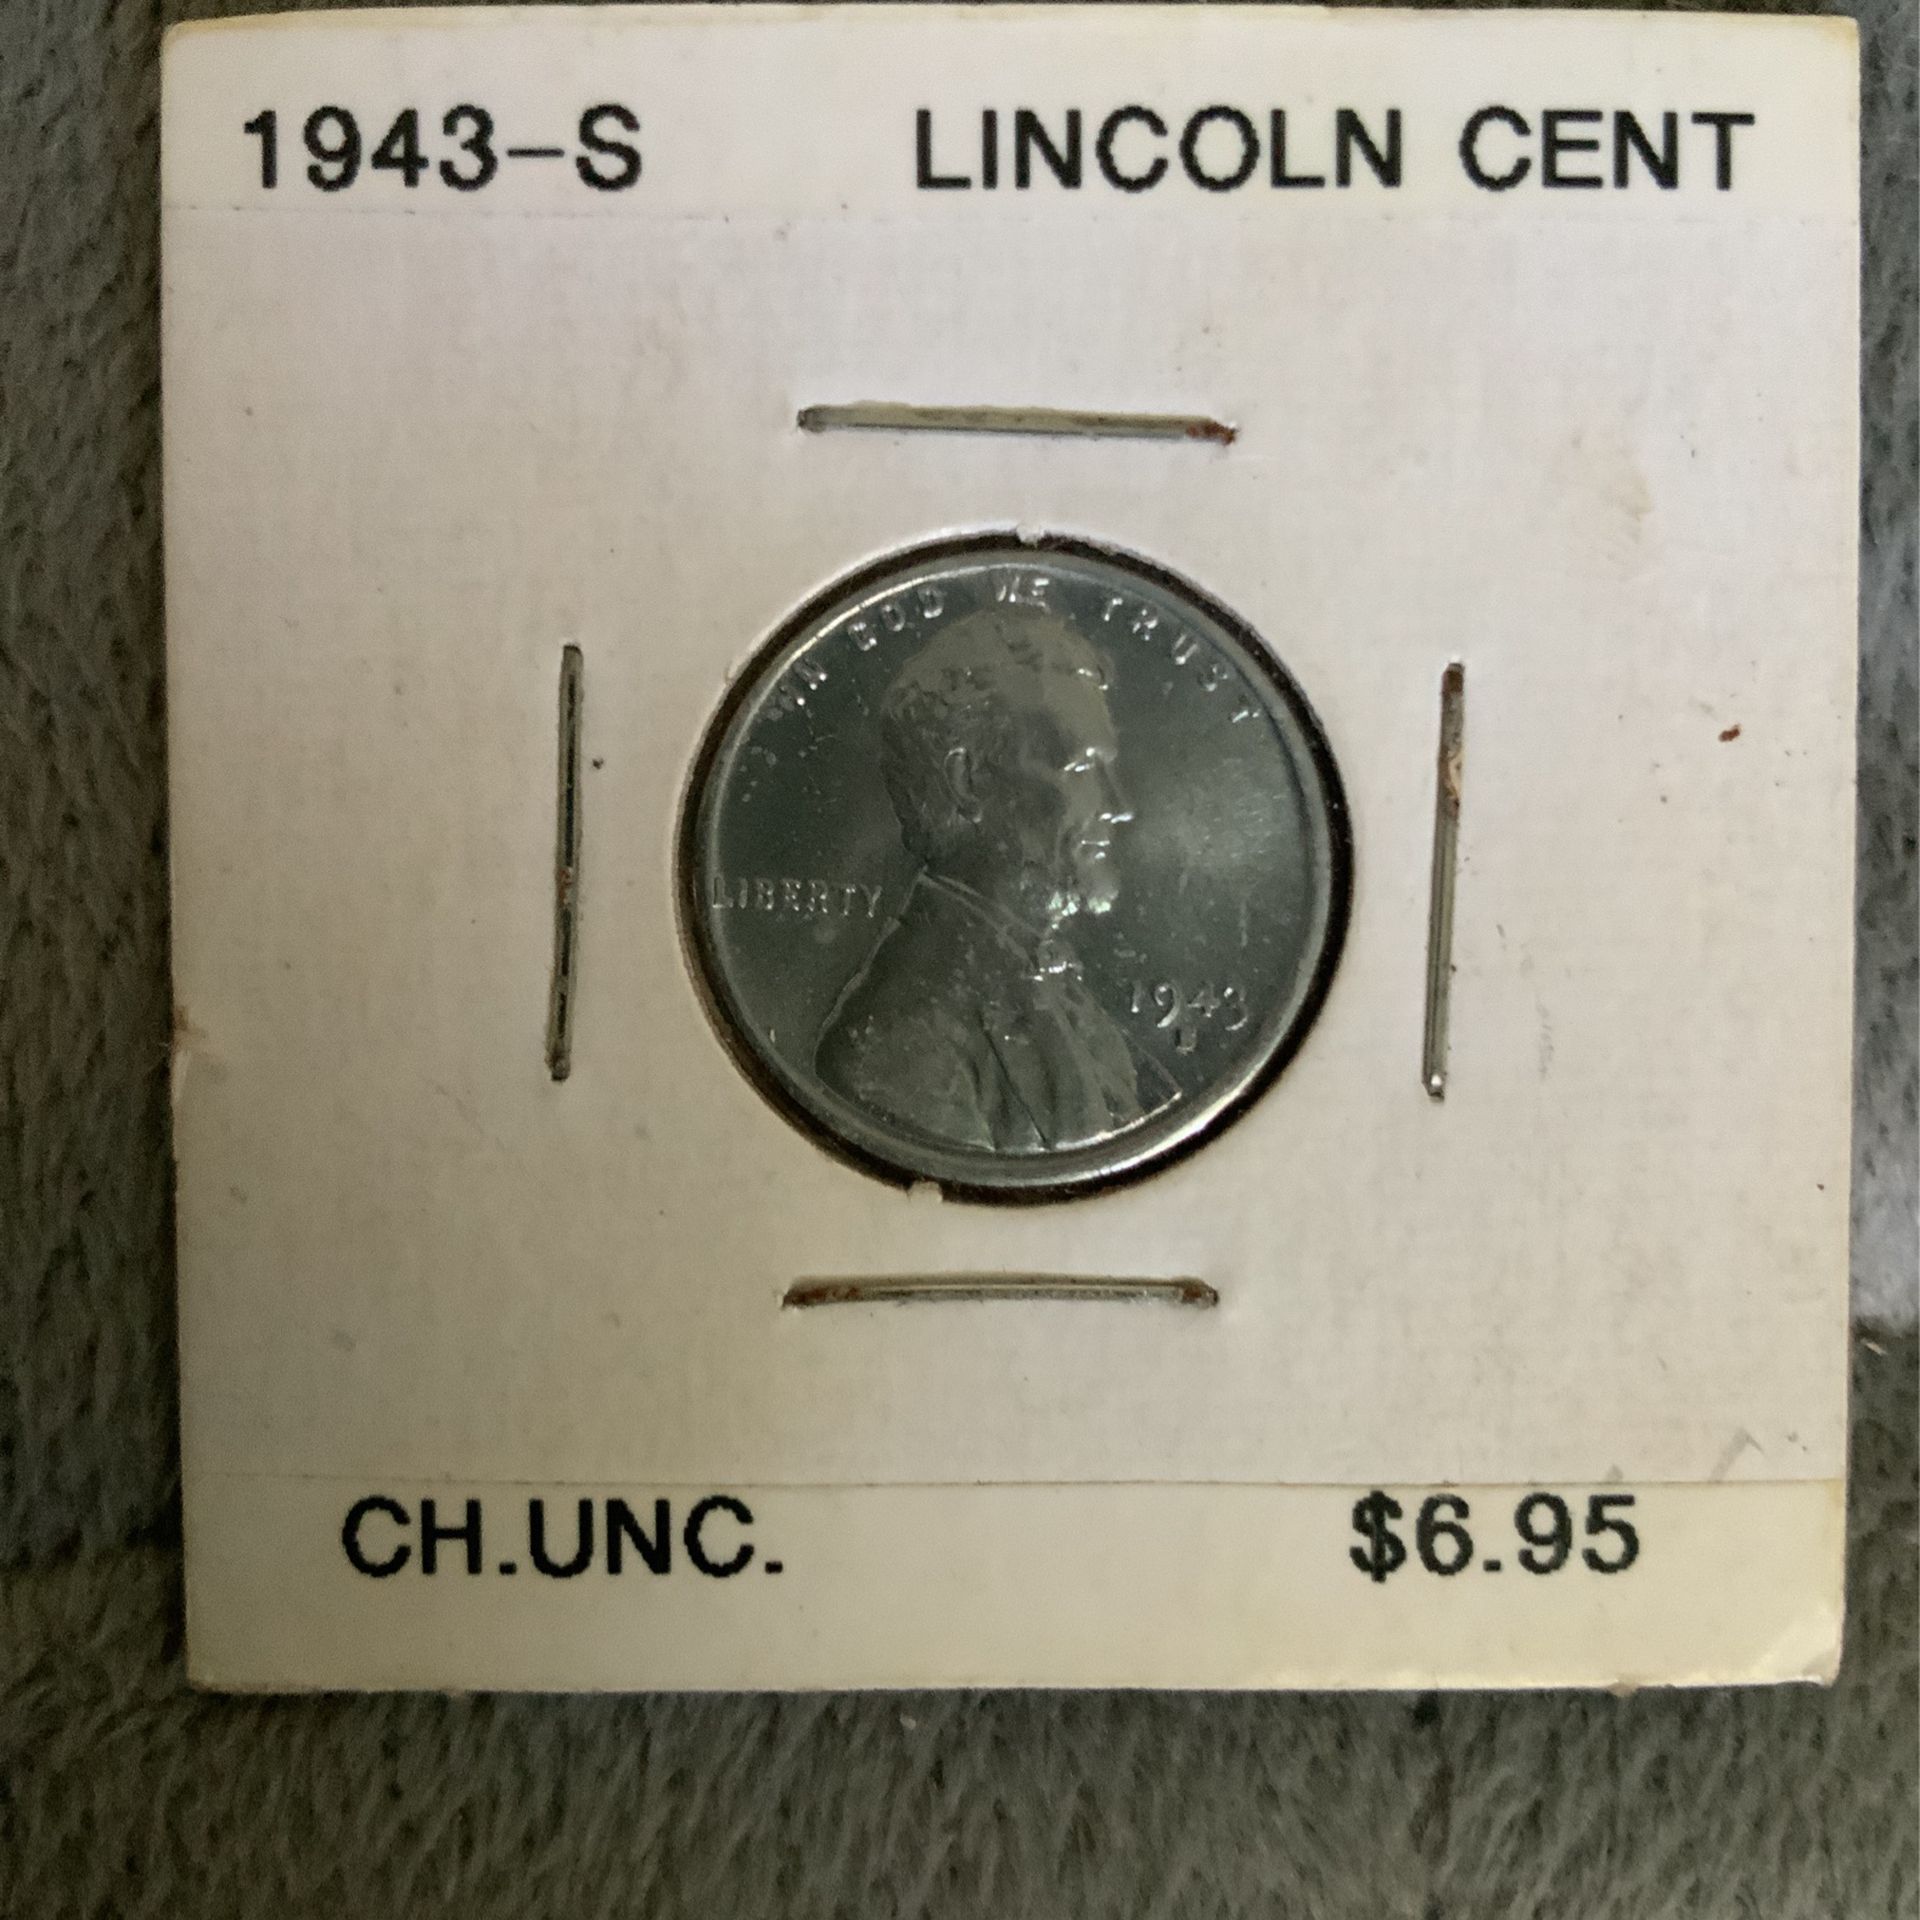 1943-S LINCOLN CENT
IN GOD WE TRUST
LIBERTY
1943
CH.UNC. $6.95